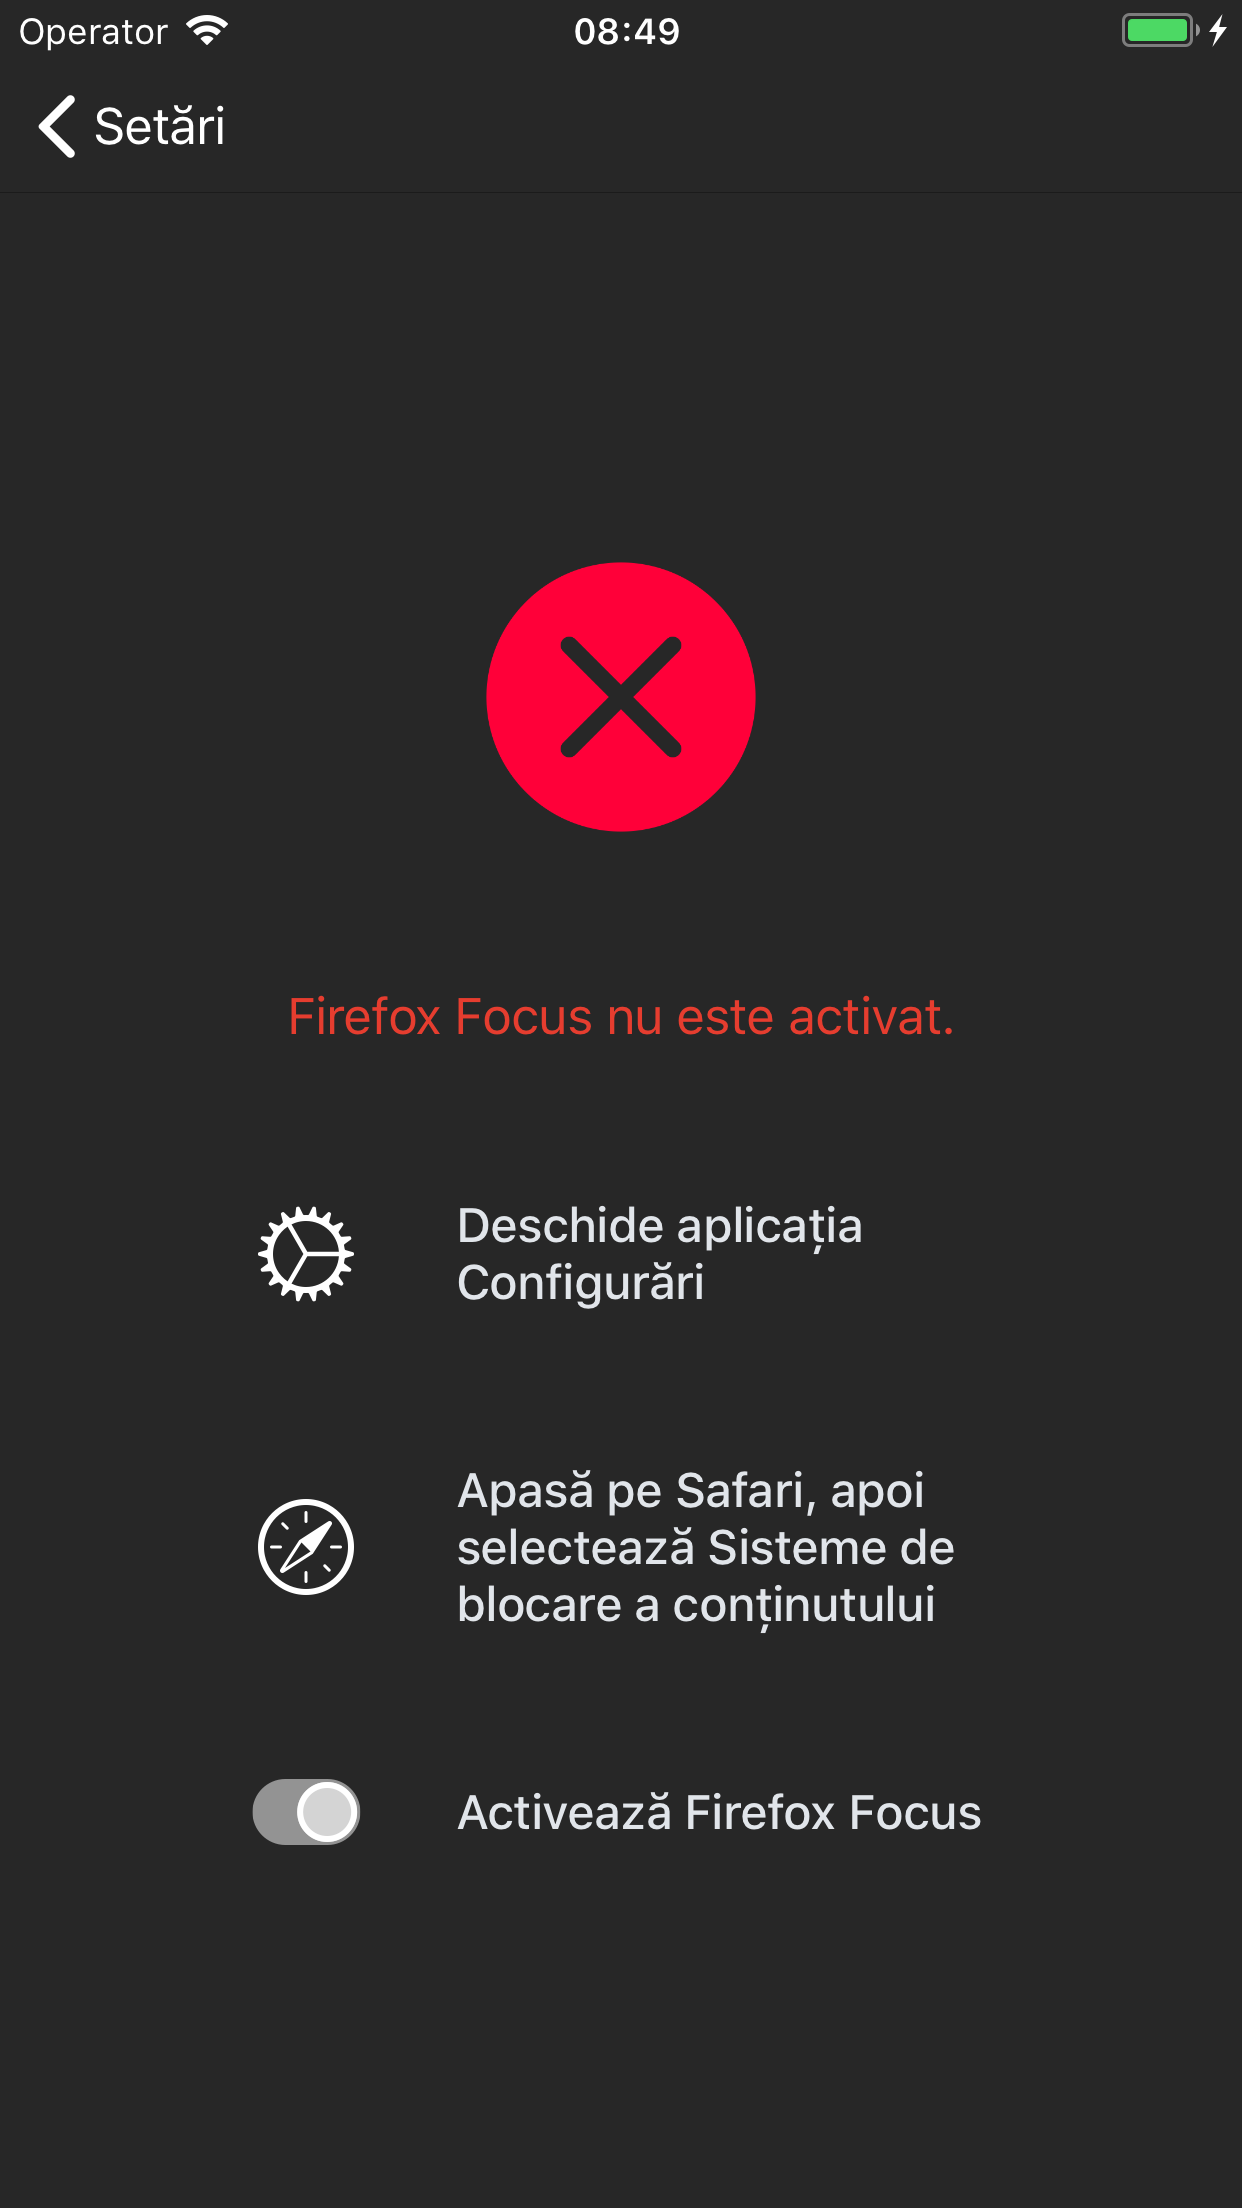 Operator
08:49
Setări
Firefox Focus nu este activat.
Deschide aplicația
Configurări
Apasă pe Safari, apoi
selectează Sisteme de
blocare a conținutului
Activează Firefox Focus